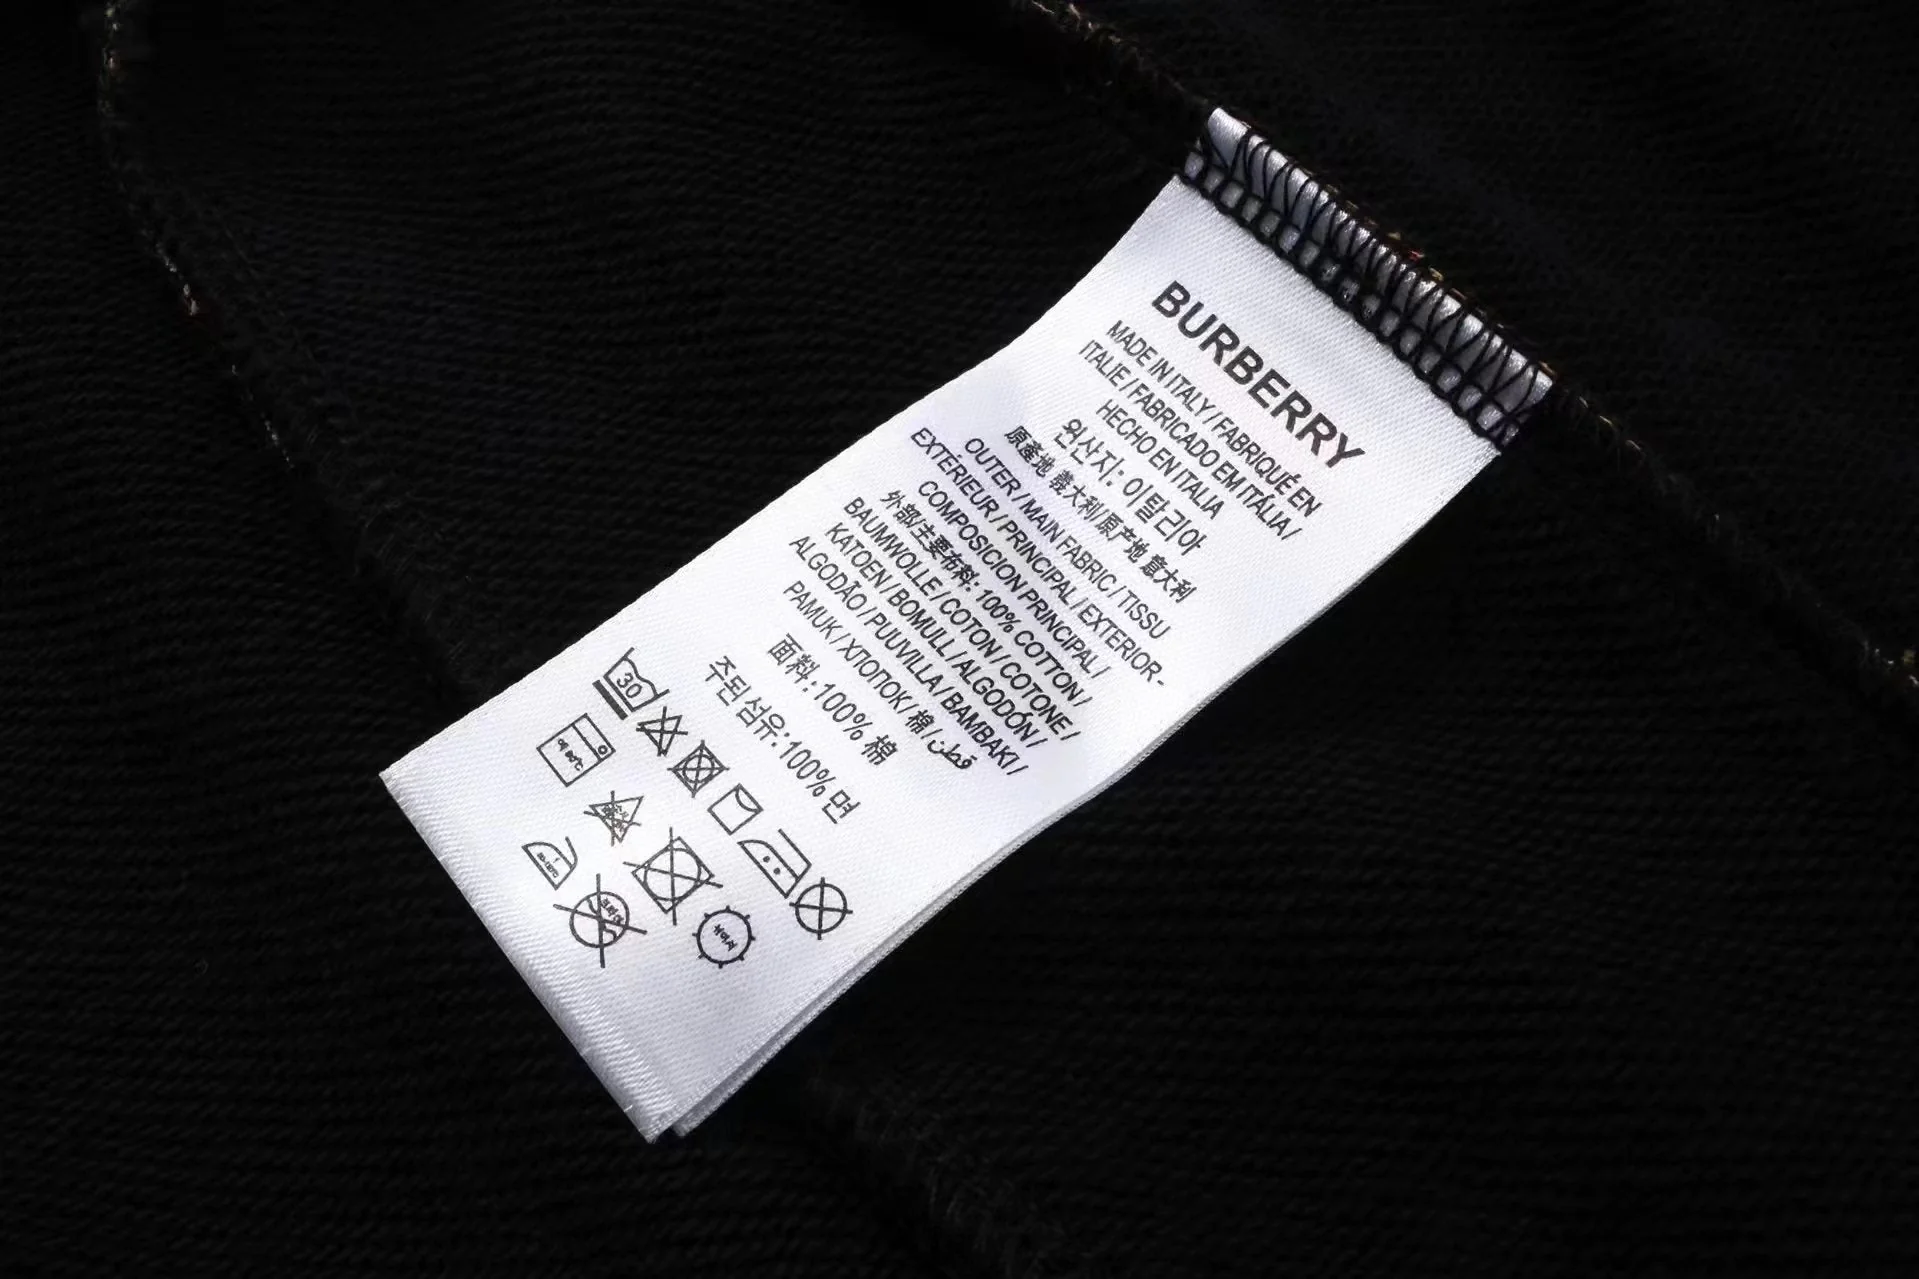 BURBERRY
MADE IN ITALY / FABRIQUÉ EN
ITALIE / FABRICADO EM ITÁLIA /
HECHO EN ITALIA
원산지: 이탈리아
原產地 義大利/原产地 意大利
OUTER / MAIN FABRIC / TISSU
EXTÉRIEUR / PRINCIPAL / EXTERIOR-
COMPOSICION PRINCIPAL /
外部/主要布料: 100% COTTON /
BAUMWOLLE / COTON / COTONE /
KATOEN / BOMULL / ALGODÓN /
ALGODÃO / PUUVILLA / BAMBAKI /
PAMUK / ХЛОПОК / 棉 / قطن
面料: 100% 棉
주된섬유: 100% 면
30